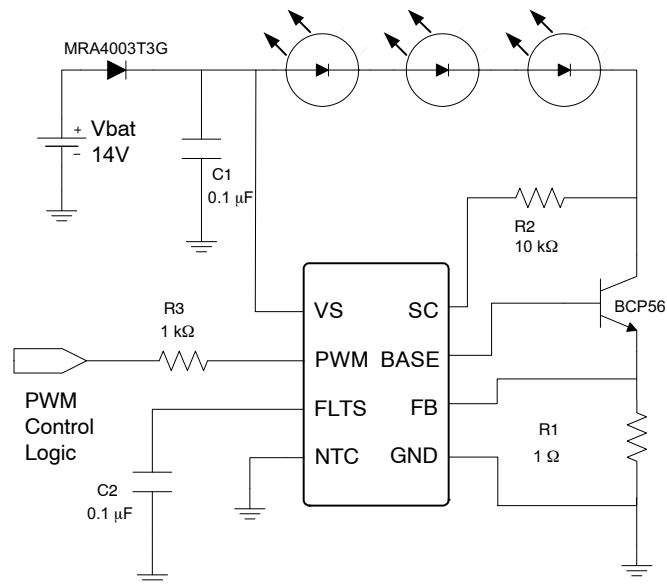 MRA4003T3G
+ Vbat
− 14V
C1
0.1 μF
R2
10 kΩ
BCP56
R3
1 kΩ
VS
SC
PWM
BASE
FLTS
FB
NTC
GND
PWM
Control
Logic
R1
1 Ω
C2
0.1 μF